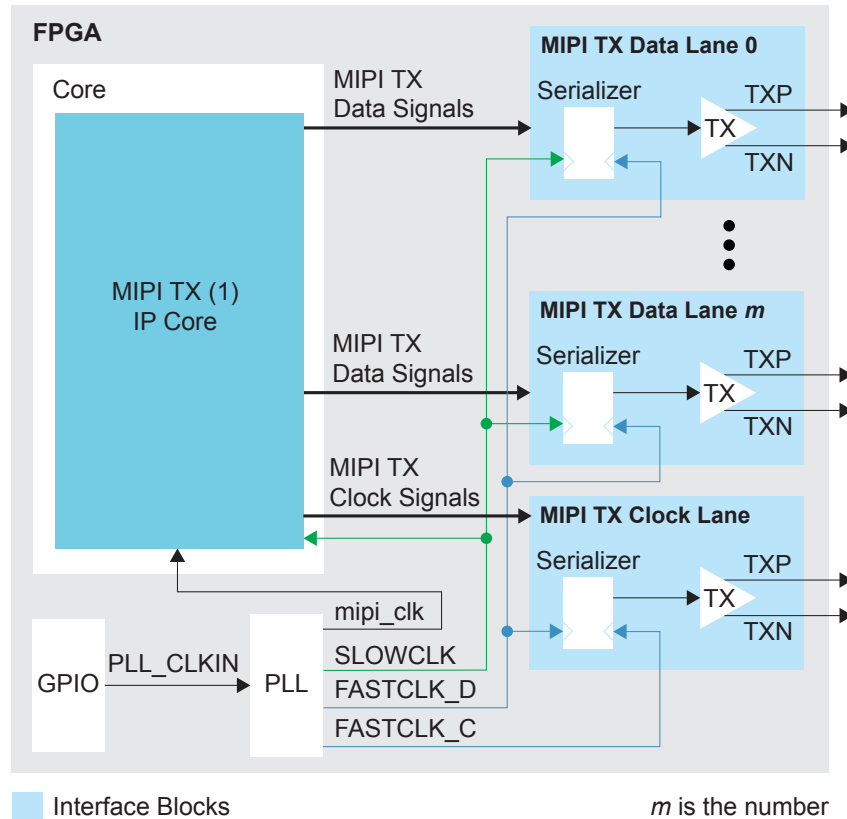 FPGA
Core
MIPI TX (1)
IP Core
MIPI TX
Data Signals
MIPI TX Data Lane 0
Serializer
TX
TXP
TXN
MIPI TX
Data Signals
MIPI TX Data Lane m
Serializer
TX
TXP
TXN
MIPI TX
Clock Signals
MIPI TX Clock Lane
Serializer
TX
TXP
TXN
GPIO
PLL_CLKIN
PLL
mipi_clk
SLOWCLK
FASTCLK_D
FASTCLK_C
Interface Blocks
m is the number